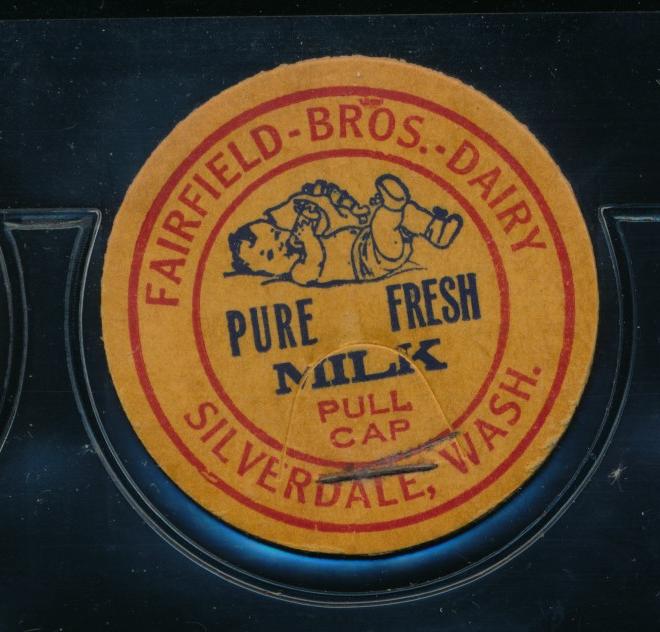 FAIRFIELD-BROS.-DAIRY
PURE FRESH
MILK
PULL
CAP
SILVERDALE, WASH.